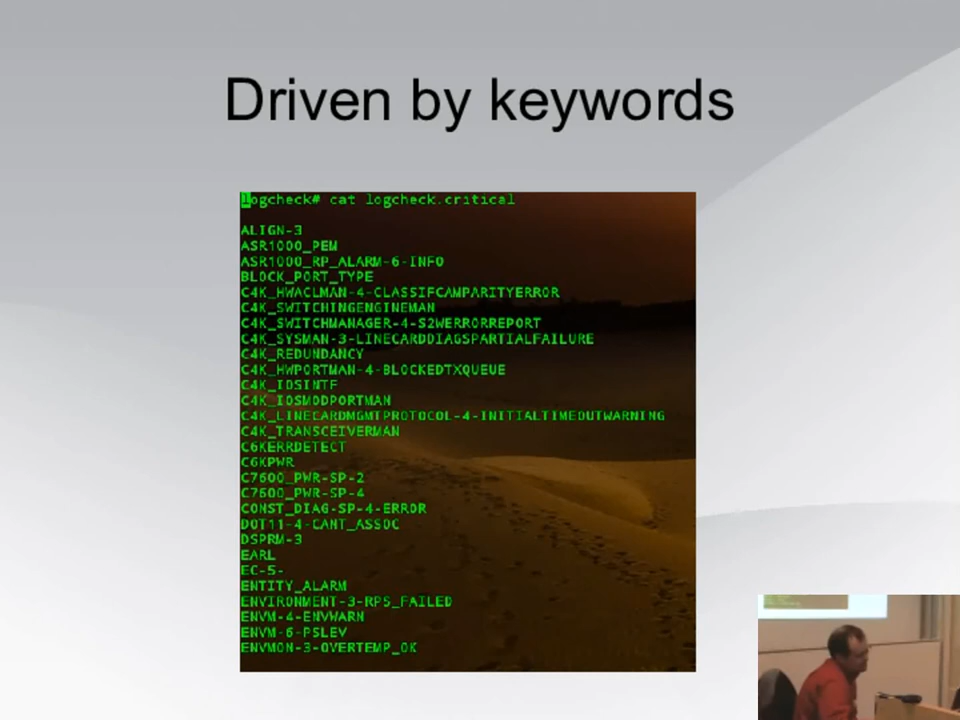 Driven by keywords
logcheck# cat logcheck.critical
ALIGN-3
ASR1000_PEM
ASR1000_RP_ALARM-6-INFO
BLOCK_PORT_TYPE
C4K_HWACLMAN-4-CLASSIFCAMPARITYERROR
C4K_SWITCHINGENGINEMAN
C4K_SWITCHMANAGER-4-S2WERRORREPORT
C4K_SYSMAN-3-LINECARDDIAGSPARTIALFAILURE
C4K_REDUNDANCY
C4K_HWPORTMAN-4-BLOCKEDTXQUEUE
C4K_IOSINTF
C4K_IOSMODPORTMAN
C4K_LINECARDMGMTPROTOCOL-4-INITIALTIMEOUTWARNING
C4K_TRANSCEIVERMAN
C6KERRDETECT
C6KPWR
C7600_PWR-SP-2
C7600_PWR-SP-4
CONST_DIAG-SP-4-ERROR
DOT11-4-CANT_ASSOC
DSPRM-3
EARL
EC-5-
ENTITY_ALARM
ENVIRONMENT-3-RPS_FAILED
ENVM-4-ENVWARN
ENVM-6-PSLEV
ENVMON-3-OVERTEMP_OK